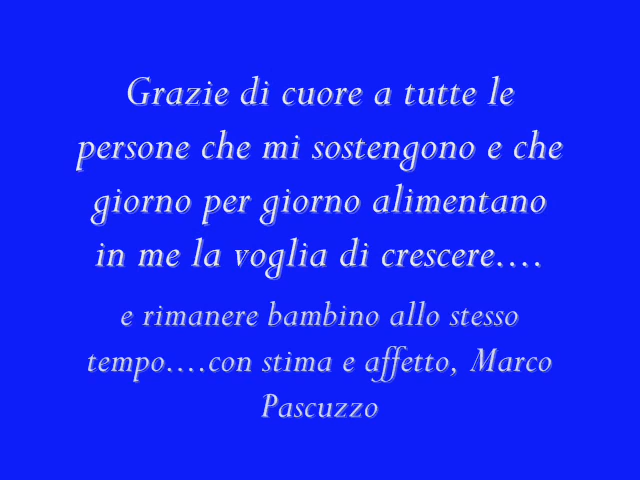 Grazie di cuore a tutte le
persone che mi sostengono e che
giorno per giorno alimentano
in me la voglia di crescere....
e rimanere bambino allo stesso
tempo....con stima e affetto, Marco
Pascuzzo